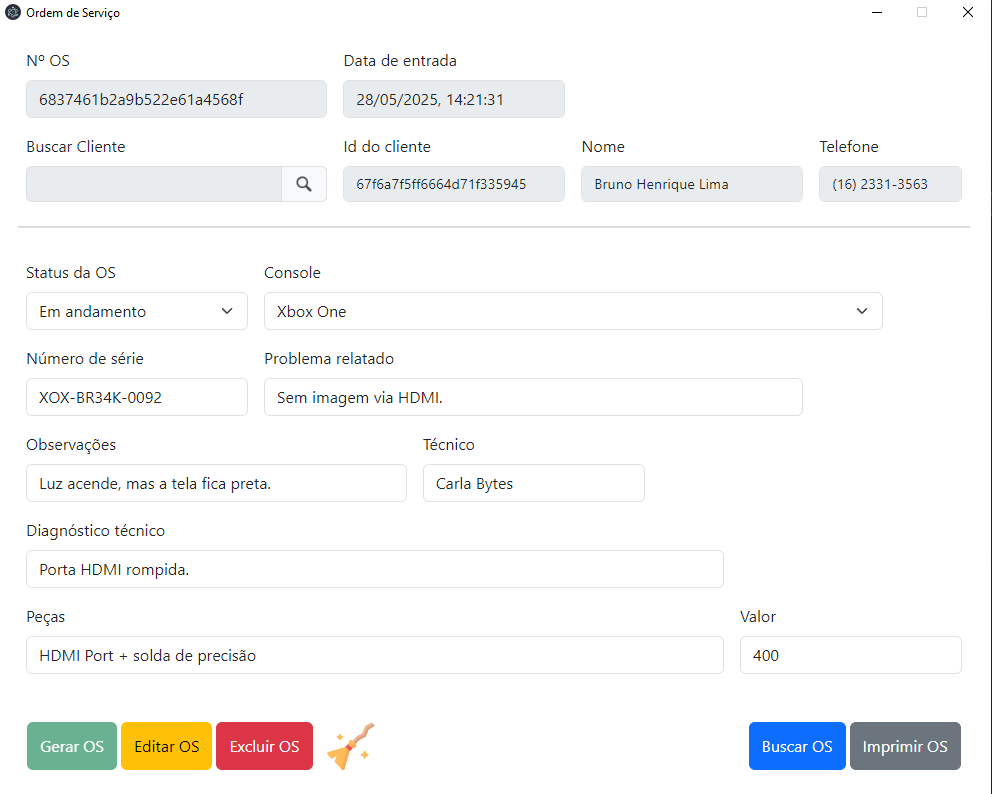 Ordem de Serviço
Nº OS
Data de entrada
6837461b2a9b522e61a4568f
28/05/2025, 14:21:31
Buscar Cliente
Id do cliente
Nome
Telefone
67f6a7f5ff6664d71f335945
Bruno Henrique Lima
(16) 2331-3563
Status da OS
Console
Em andamento
Xbox One
Número de série
Problema relatado
XOX-BR34K-0092
Sem imagem via HDMI.
Observações
Técnico
Luz acende, mas a tela fica preta.
Carla Bytes
Diagnóstico técnico
Porta HDMI rompida.
Peças
Valor
HDMI Port + solda de precisão
400
Gerar OS
Editar OS
Excluir OS
Buscar OS
Imprimir OS